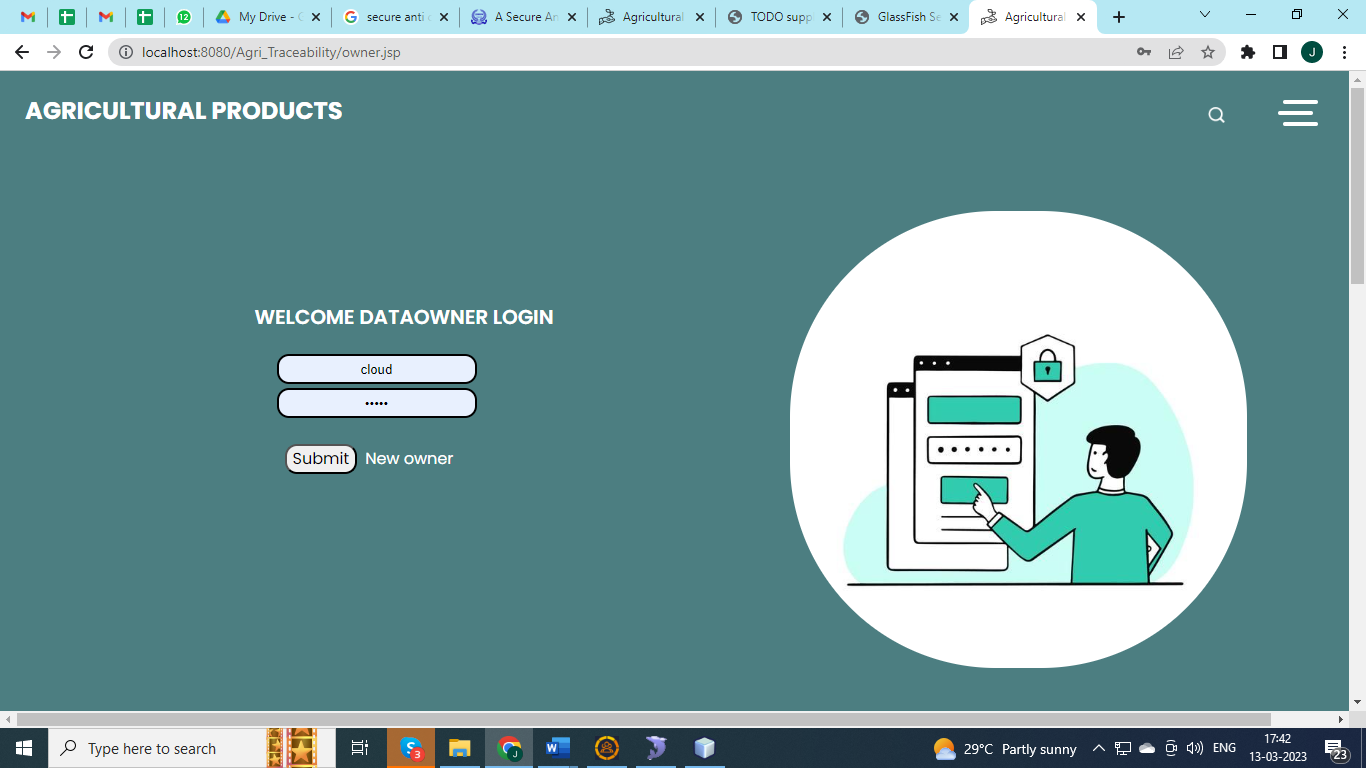 12
My Drive - G
secure anti c
A Secure An
Agricultural
TODO supp
GlassFish Se
Agricultural
localhost:8080/Agri_Traceability/owner.jsp
J
AGRICULTURAL PRODUCTS
WELCOME DATAOWNER LOGIN
cloud
•••••
Submit New owner
Type here to search
3
J
29°C Partly sunny
ENG
17:42
13-03-2023
23